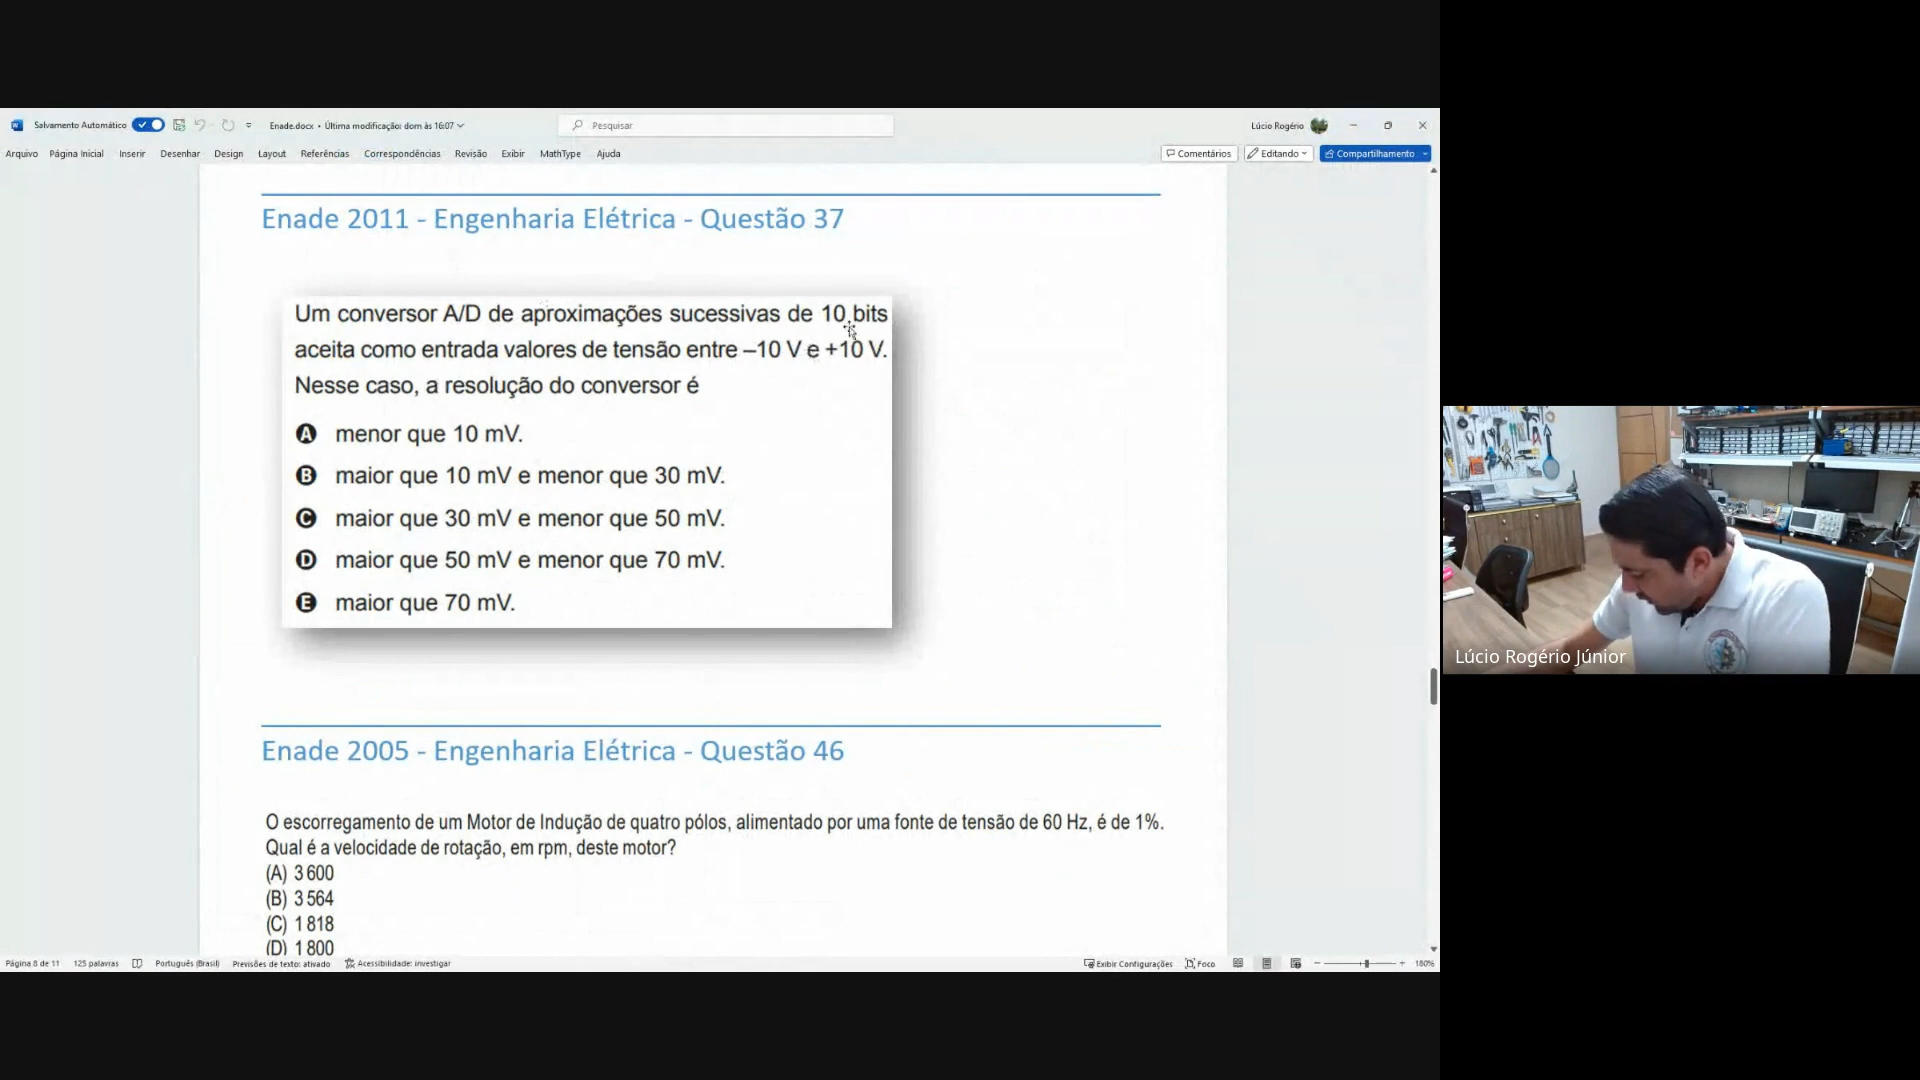 Salvamento Automático
Enade.docx • Última modificação: dom às 16:07
Pesquisar
Lúcio Rogério
Arquivo Página Inicial Inserir Desenhar Design Layout Referências Correspondências Revisão Exibir MathType Ajuda
Comentários Editando Compartilhamento
Enade 2011 - Engenharia Elétrica - Questão 37
Um conversor A/D de aproximações sucessivas de 10 bits
aceita como entrada valores de tensão entre –10 V e +10 V.
Nesse caso, a resolução do conversor é
A menor que 10 mV.
B maior que 10 mV e menor que 30 mV.
C maior que 30 mV e menor que 50 mV.
D maior que 50 mV e menor que 70 mV.
E maior que 70 mV.
Enade 2005 - Engenharia Elétrica - Questão 46
O escorregamento de um Motor de Indução de quatro pólos, alimentado por uma fonte de tensão de 60 Hz, é de 1%.
Qual é a velocidade de rotação, em rpm, deste motor?
(A) 3 600
(B) 3 564
(C) 1 818
(D) 1 800
Página 8 de 11 125 palavras Português (Brasil) Previsões de texto: ativado Acessibilidade: investigar
Exibir Configurações Foco 180%
Lúcio Rogério Júnior